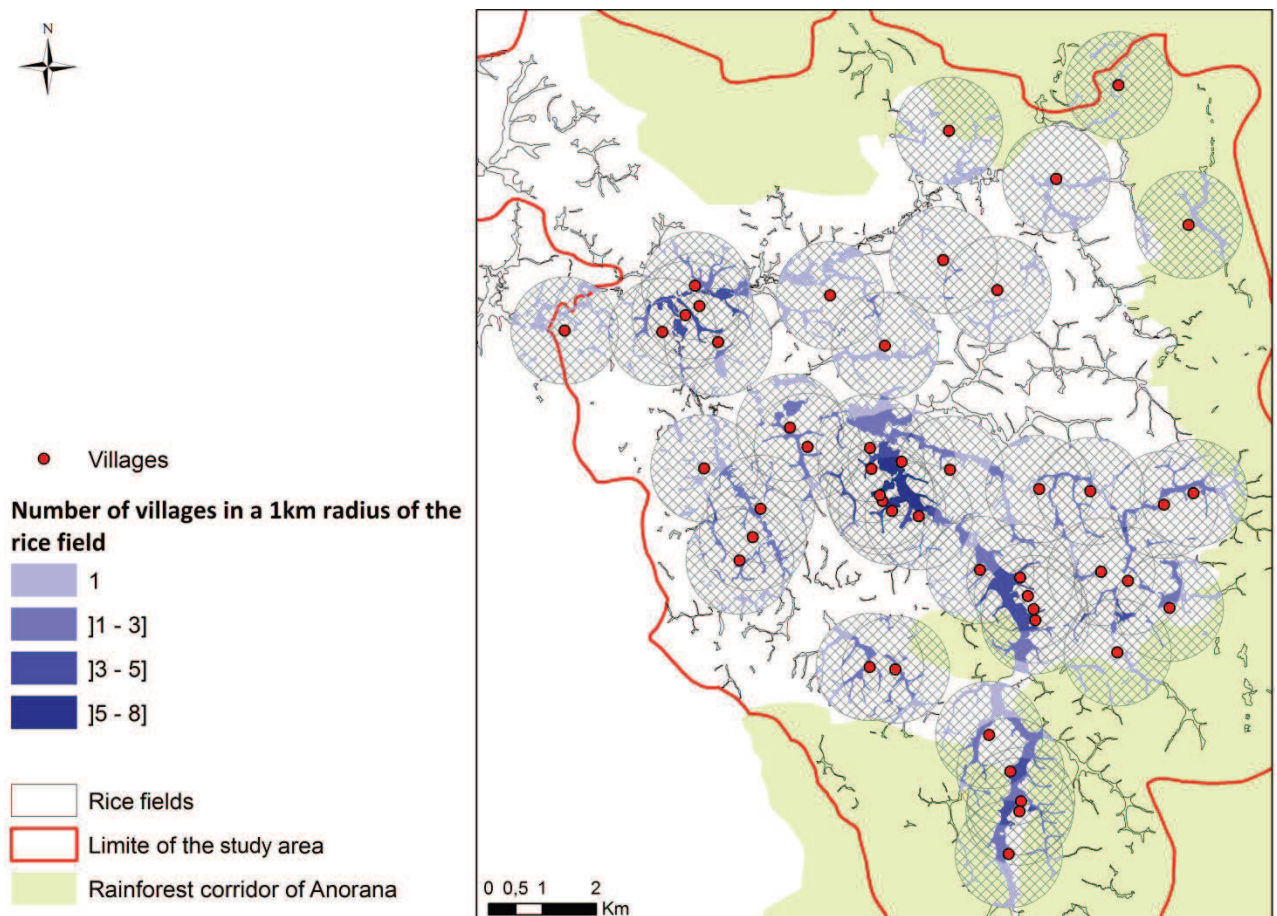 N
Villages
Number of villages in a 1km radius of the
rice field
1
]1 - 3]
]3 - 5]
]5 - 8]
Rice fields
Limite of the study area
Rainforest corridor of Anorana
0 0,5 1 2
Km